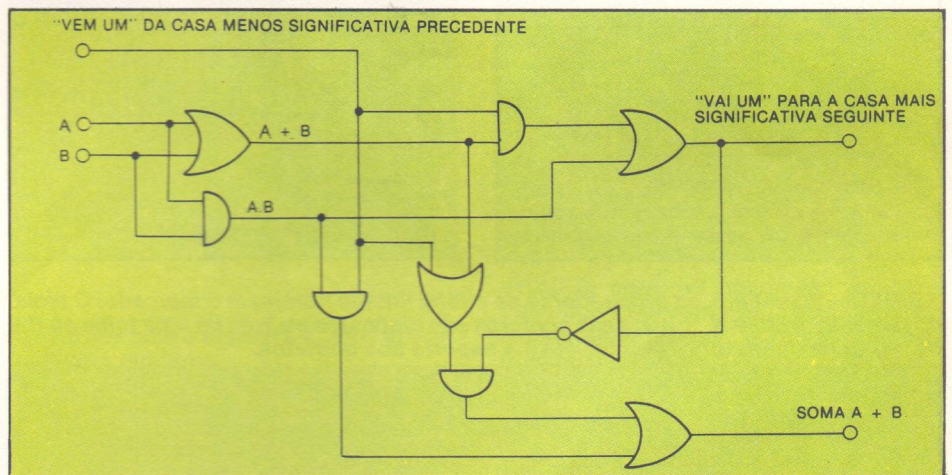 "VEM UM" DA CASA MENOS SIGNIFICATIVA PRECEDENTE
"VAI UM" PARA A CASA MAIS
SIGNIFICATIVA SEGUINTE
A
A + B
B
A.B
SOMA A + B